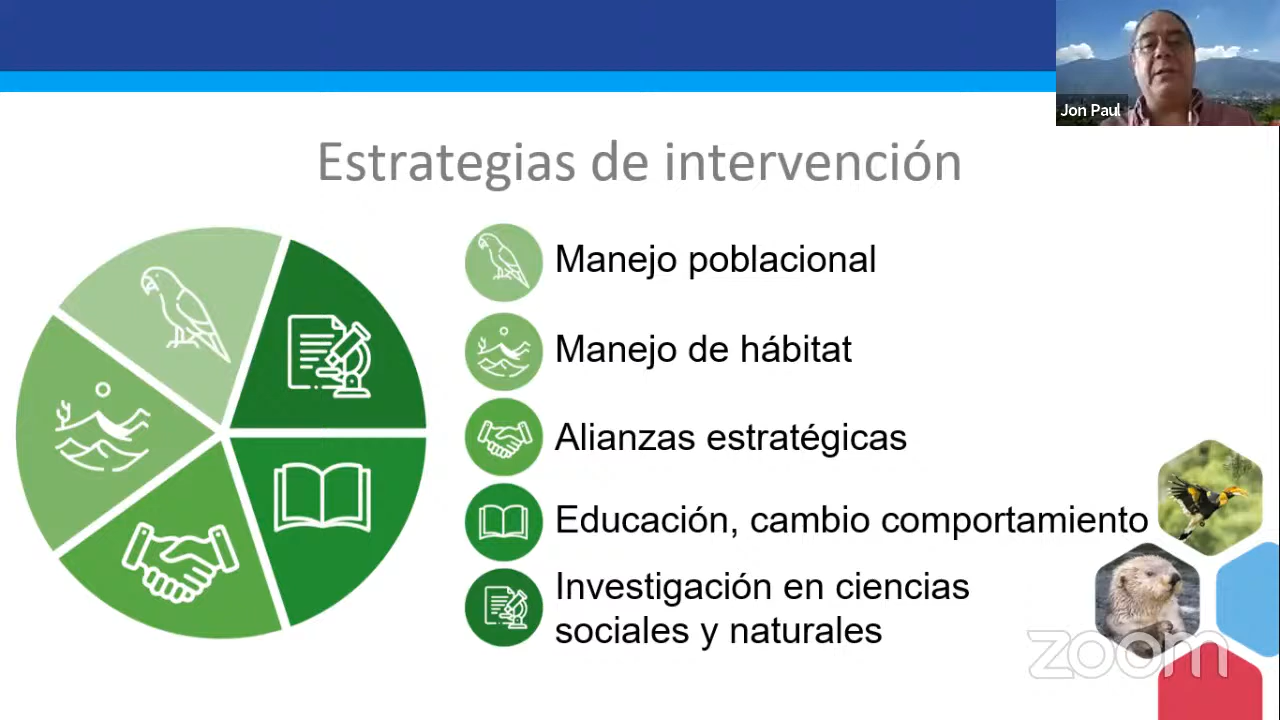 Jon Paul
Estrategias de intervención
Manejo poblacional
Manejo de hábitat
Alianzas estratégicas
Educación, cambio comportamiento
Investigación en ciencias
sociales y naturales
zoom